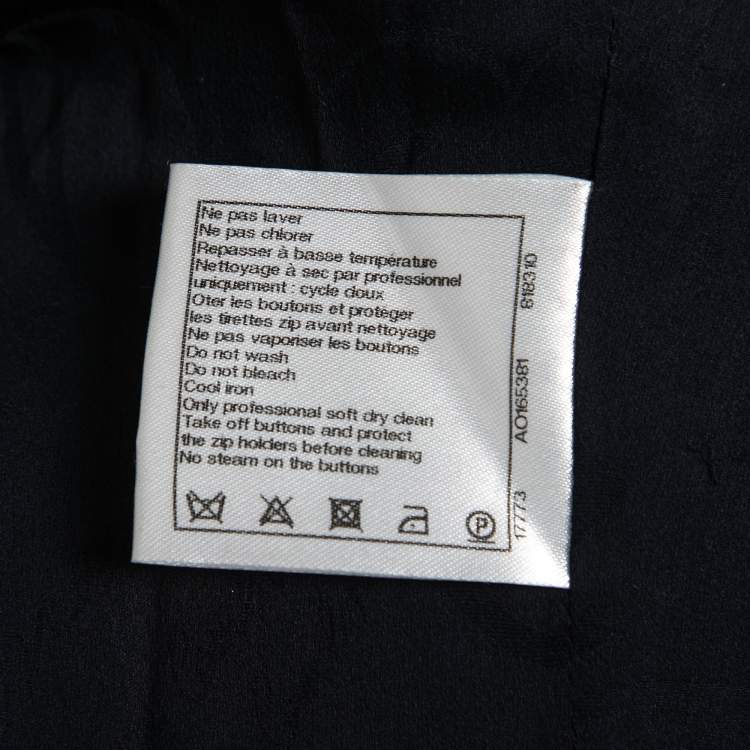 Ne pas laver
Ne pas chlorer
Repasser à basse température
Nettoyage à sec par professionnel
uniquement : cycle doux
Oter les boutons et protéger
les tirettes zip avant nettoyage
Ne pas vaporiser les boutons
Do not wash
Do not bleach
Cool iron
Only professional soft dry clean
Take off buttons and protect
the zip holders before cleaning
No steam on the buttons
P
17773 AO165381 818310